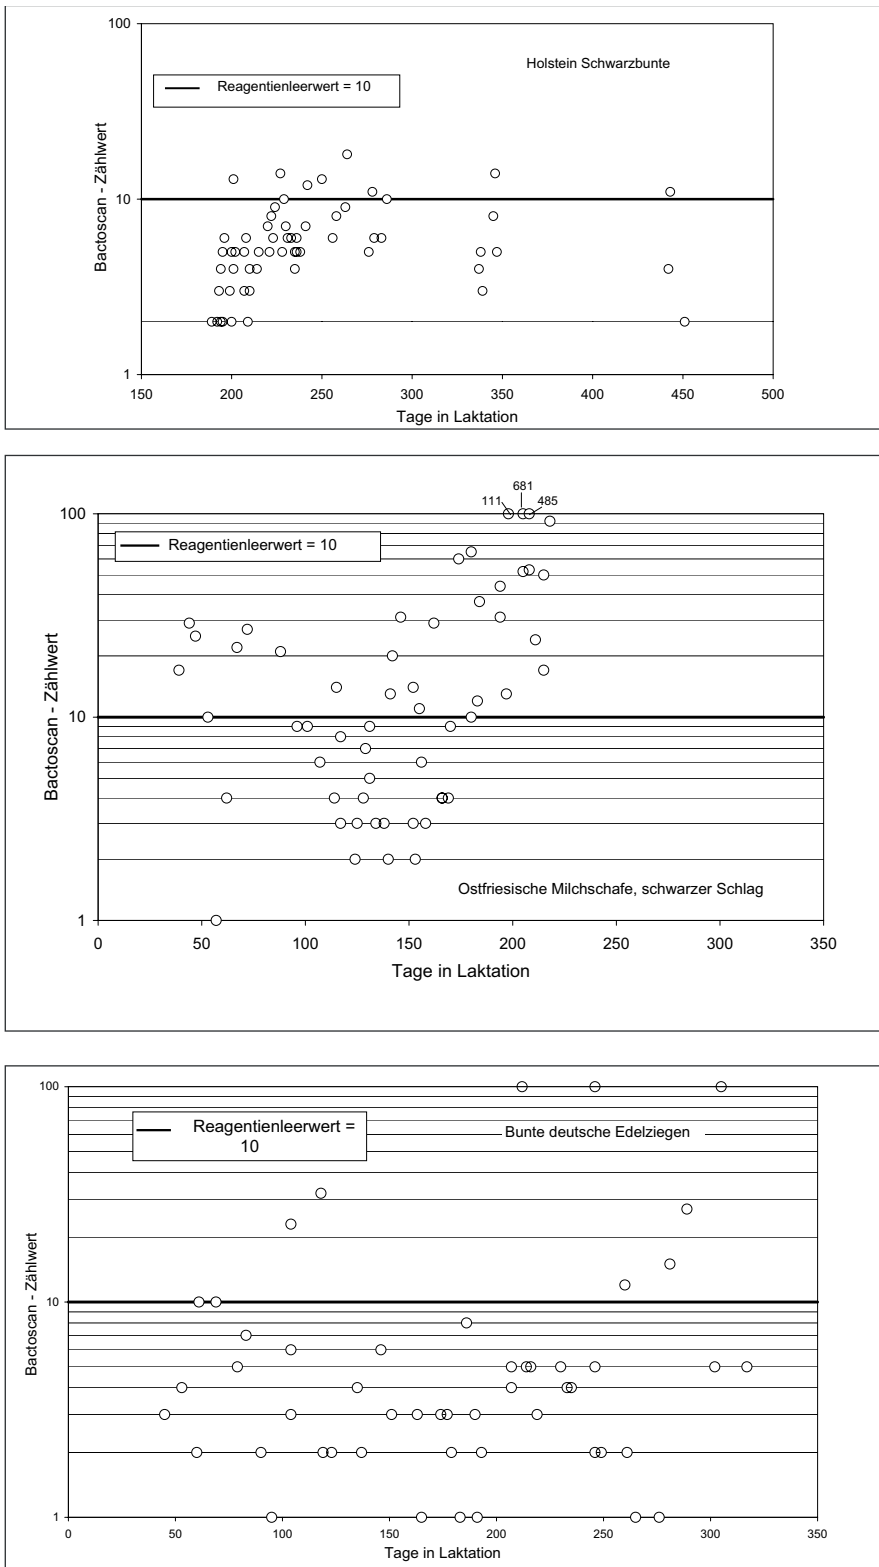 100
Holstein Schwarzbunte
Reagentienleerwert = 10
Bactoscan - Zählwert
10
1
150 200 250 300 350 400 450 500
Tage in Laktation
681
111 485
100
Reagentienleerwert = 10
Bactoscan - Zählwert
10
Ostfriesische Milchschafe, schwarzer Schlag
1
0 50 100 150 200 250 300 350
Tage in Laktation
100
Reagentienleerwert =
10
Bunte deutsche Edelziegen
Bactoscan - Zählwert
10
1
0 50 100 150 200 250 300 350
Tage in Laktation